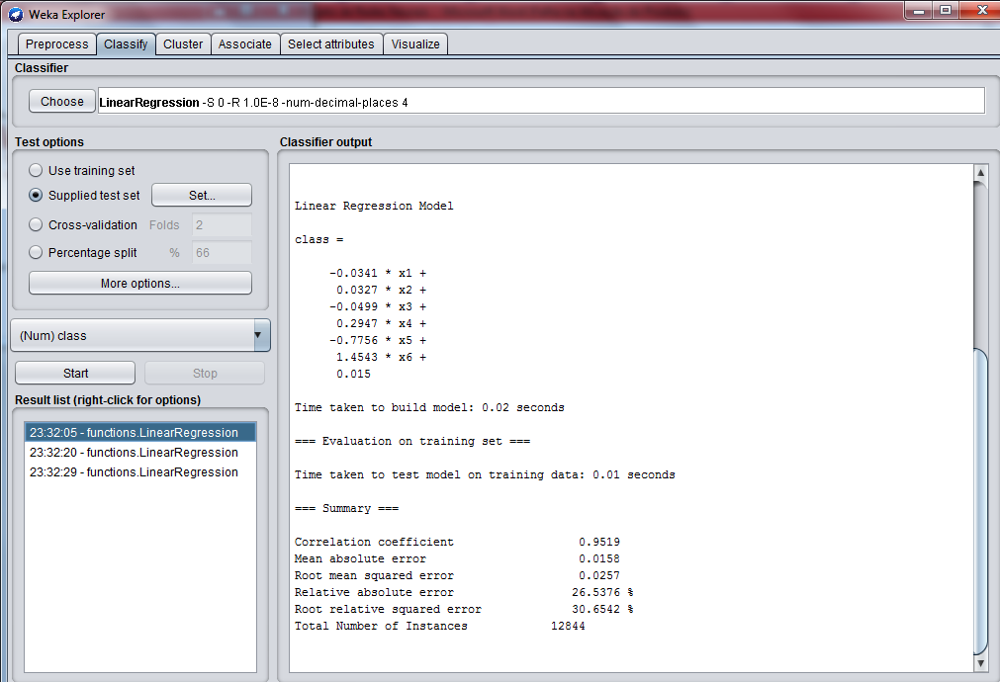 Weka Explorer
Preprocess Classify Cluster Associate Select attributes Visualize
Classifier
Choose LinearRegression -S 0 -R 1.0E-8 -num-decimal-places 4
Test options
Use training set
Supplied test set Set...
Cross-validation Folds 2
Percentage split % 66
More options...
(Num) class
Start Stop
Result list (right-click for options)
23:32:05 - functions.LinearRegression
23:32:20 - functions.LinearRegression
23:32:29 - functions.LinearRegression
Classifier output
Linear Regression Model
class =
-0.0341 * x1 +
0.0327 * x2 +
-0.0499 * x3 +
0.2947 * x4 +
-0.7756 * x5 +
1.4543 * x6 +
0.015
Time taken to build model: 0.02 seconds
=== Evaluation on training set ===
Time taken to test model on training data: 0.01 seconds
=== Summary ===
Correlation coefficient 0.9519
Mean absolute error 0.0158
Root mean squared error 0.0257
Relative absolute error 26.5376 %
Root relative squared error 30.6542 %
Total Number of Instances 12844